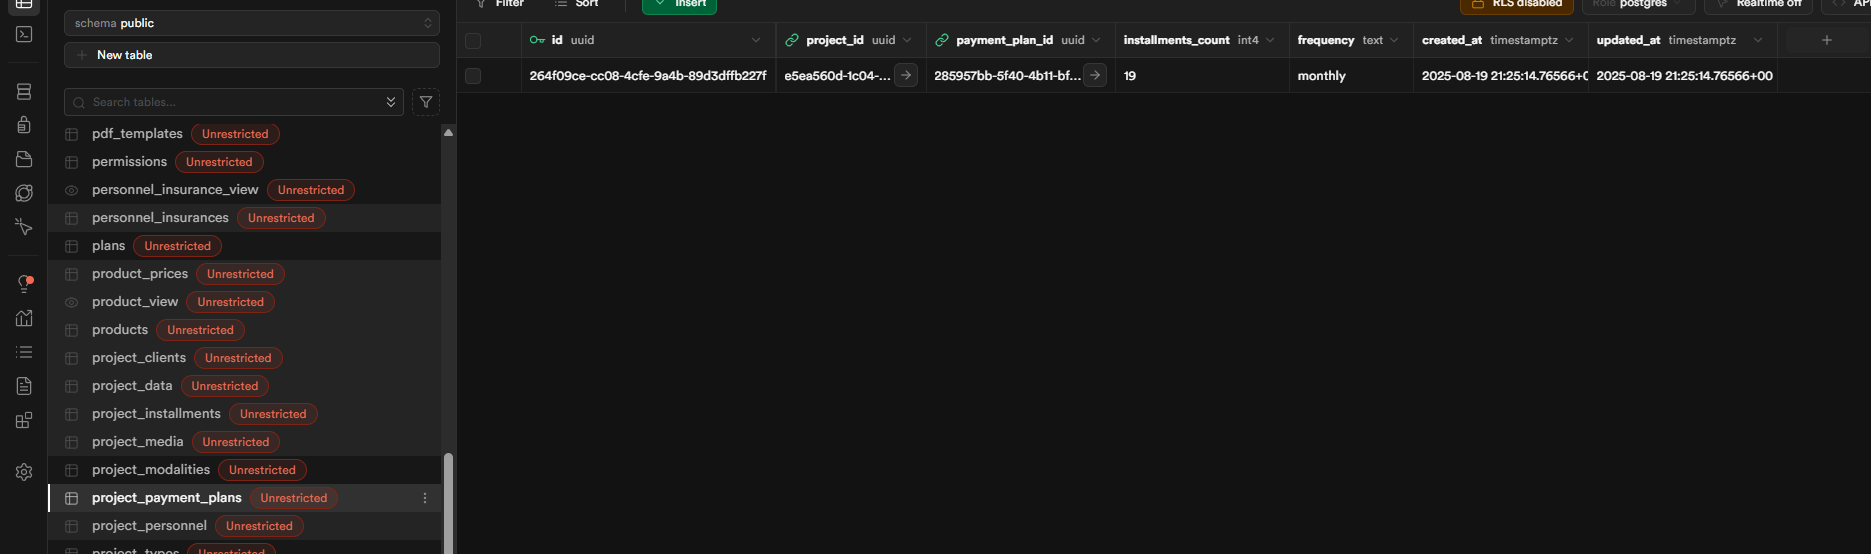 Filter Sort Insert RLS disabled Role postgres Realtime off API
schema public
New table
Search tables...
pdf_templates Unrestricted
permissions Unrestricted
personnel_insurance_view Unrestricted
personnel_insurances Unrestricted
plans Unrestricted
product_prices Unrestricted
product_view Unrestricted
products Unrestricted
project_clients Unrestricted
project_data Unrestricted
project_installments Unrestricted
project_media Unrestricted
project_modalities Unrestricted
project_payment_plans Unrestricted
project_personnel Unrestricted
project_types Unrestricted
id uuid project_id uuid payment_plan_id uuid installments_count int4 frequency text created_at timestamptz updated_at timestamptz
264f09ce-cc08-4cfe-9a4b-89d3dffb227f e5ea560d-1c04-... 285957bb-5f40-4b11-bf... 19 monthly 2025-08-19 21:25:14.76566+0 2025-08-19 21:25:14.76566+00